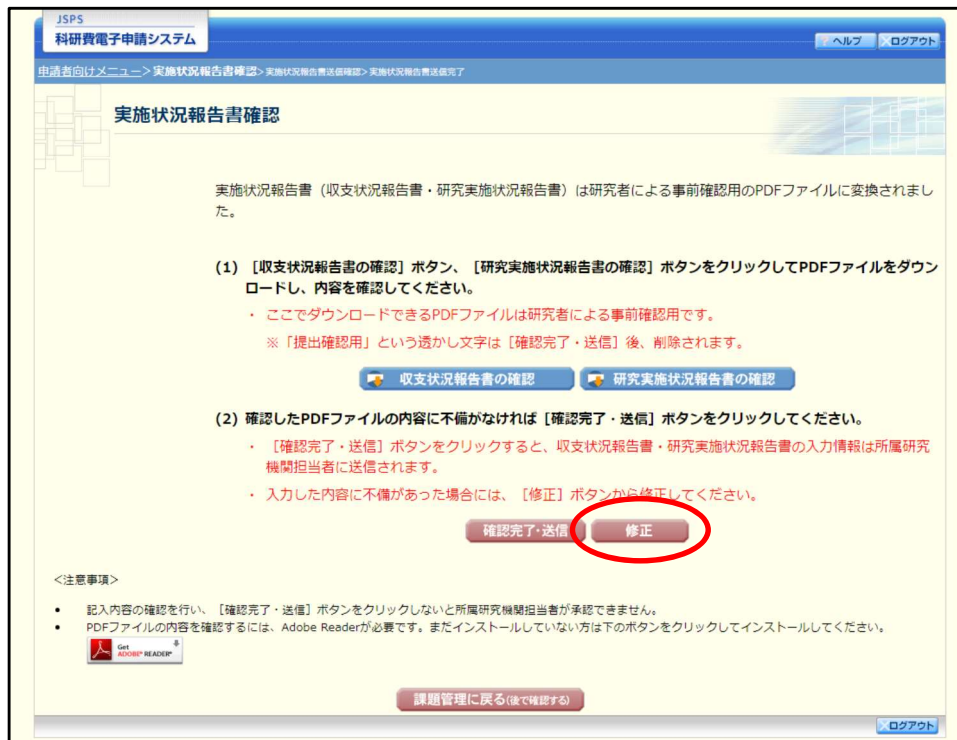 JSPS
科研費電子申請システム
ヘルプ
ログアウト
申請者向けメニュー>実施状況報告書確認>実施状況報告書送信確認>実施状況報告書送信完了
実施状況報告書確認
実施状況報告書（収支状況報告書・研究実施状況報告書）は研究者による事前確認用のPDFファイルに変換されまし
た。
(1) ［収支状況報告書の確認］ボタン、［研究実施状況報告書の確認］ボタンをクリックしてPDFファイルをダウン
ロードし、内容を確認してください。
・ ここでダウンロードできるPDFファイルは研究者による事前確認用です。
※「提出確認用」という透かし文字は［確認完了・送信］後、削除されます。
収支状況報告書の確認
研究実施状況報告書の確認
(2) 確認したPDFファイルの内容に不備がなければ［確認完了・送信］ボタンをクリックしてください。
・ ［確認完了・送信］ボタンをクリックすると、収支状況報告書・研究実施状況報告書の入力情報は所属研究
機関担当者に送信されます。
・ 入力した内容に不備があった場合には、［修正］ボタンから修正してください。
確認完了・送信
修正
<注意事項>
• 記入内容の確認を行い、［確認完了・送信］ボタンをクリックしないと所属研究機関担当者が承認できません。
• PDFファイルの内容を確認するには、Adobe Readerが必要です。まだインストールしていない方は下のボタンをクリックしてインストールしてください。
Get
ADOBE® READER®
課題管理に戻る(後で確認する)
ログアウト